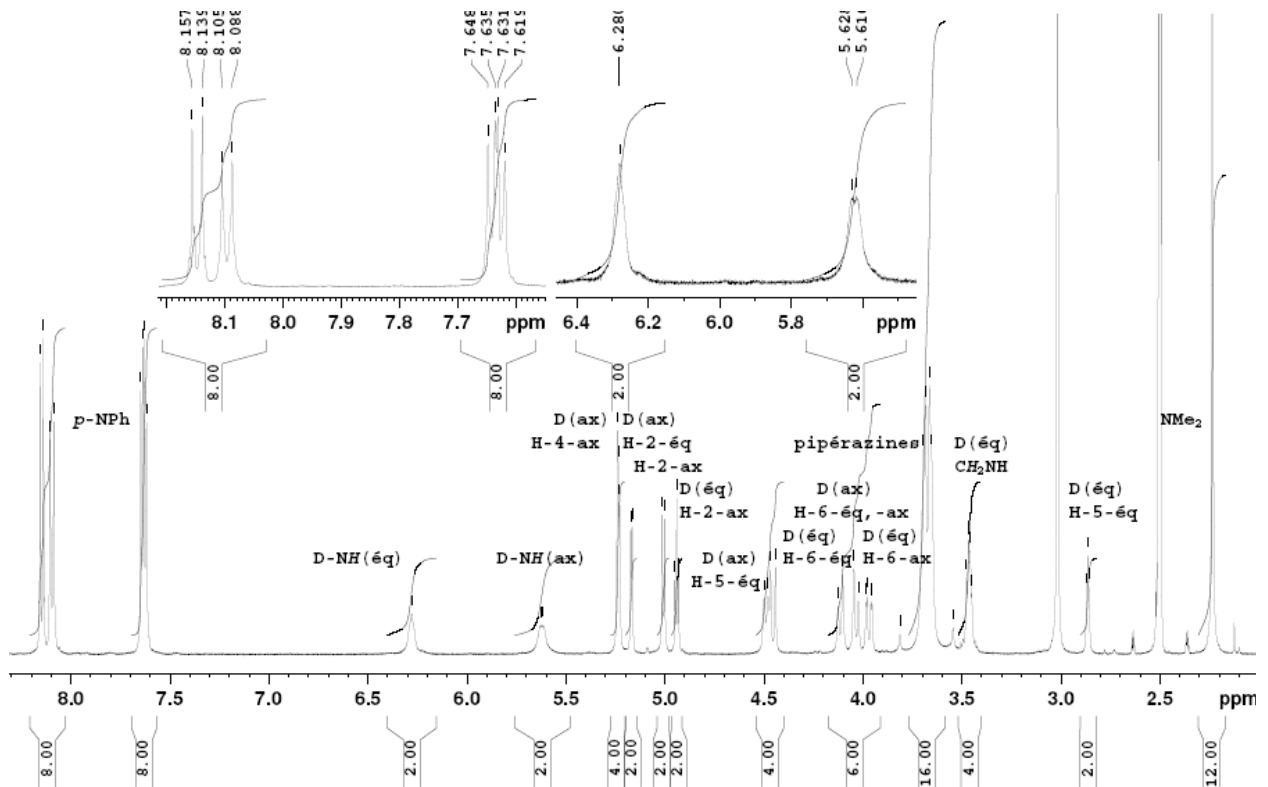 8.157 8.139 8.105 8.088 7.648 7.635 7.631 7.619 6.280
8.1 8.0 7.9 7.8 7.7 ppm 6.4 6.2 6.0 5.8 ppm
8.00 8.00 2.00 2.00
p-NPh
D(ax)
H-4-ax
D(ax)
H-2-éq
H-2-ax
D(éq)
H-2-ax
D(ax)
H-5-éq
pipérazines
D(ax)
H-6-éq,-ax
D(éq)
H-6-éq
D(éq)
H-6-ax
D(éq)
CH₂NH
D(éq)
H-5-éq
NMe₂
D-NH(éq)
D-NH(ax)
8.0 7.5 7.0 6.5 6.0 5.5 5.0 4.5 4.0 3.5 3.0 2.5 ppm
8.00 8.00 2.00 2.00 4.00 2.00 2.00 2.00 4.00 6.00 16.00 4.00 2.00 12.00